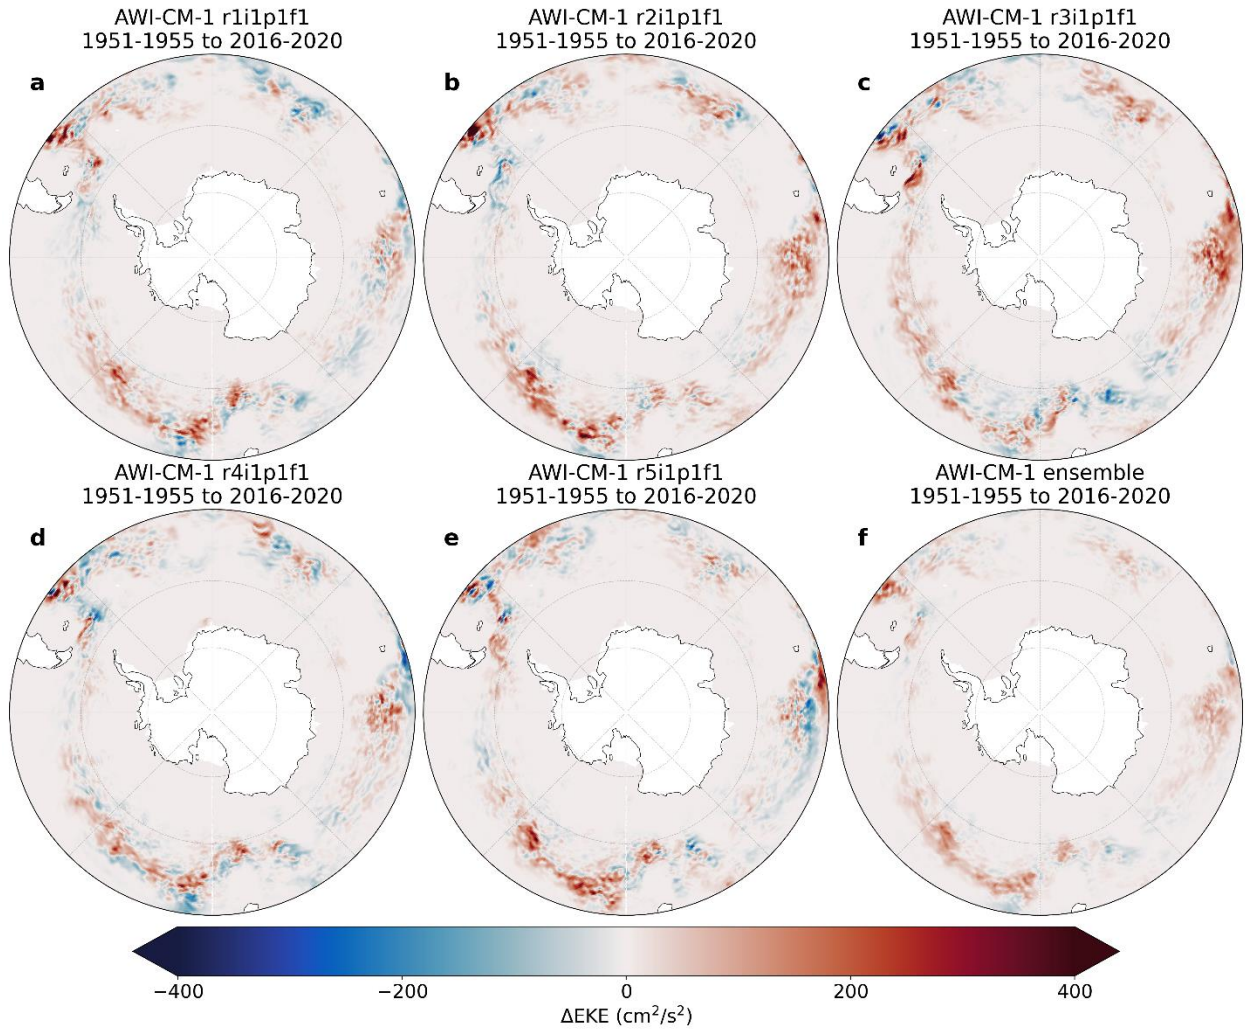 AWI-CM-1 r1i1p1f1
1951-1955 to 2016-2020
a
AWI-CM-1 r2i1p1f1
1951-1955 to 2016-2020
b
AWI-CM-1 r3i1p1f1
1951-1955 to 2016-2020
c
AWI-CM-1 r4i1p1f1
1951-1955 to 2016-2020
d
AWI-CM-1 r5i1p1f1
1951-1955 to 2016-2020
e
AWI-CM-1 ensemble
1951-1955 to 2016-2020
f
−400 −200 0 200 400
ΔEKE (cm²/s²)